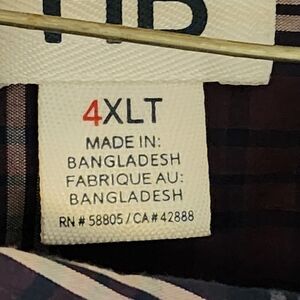 4XLT
MADE IN:
BANGLADESH
FABRIQUE AU:
BANGLADESH
RN # 58805 / CA # 42888